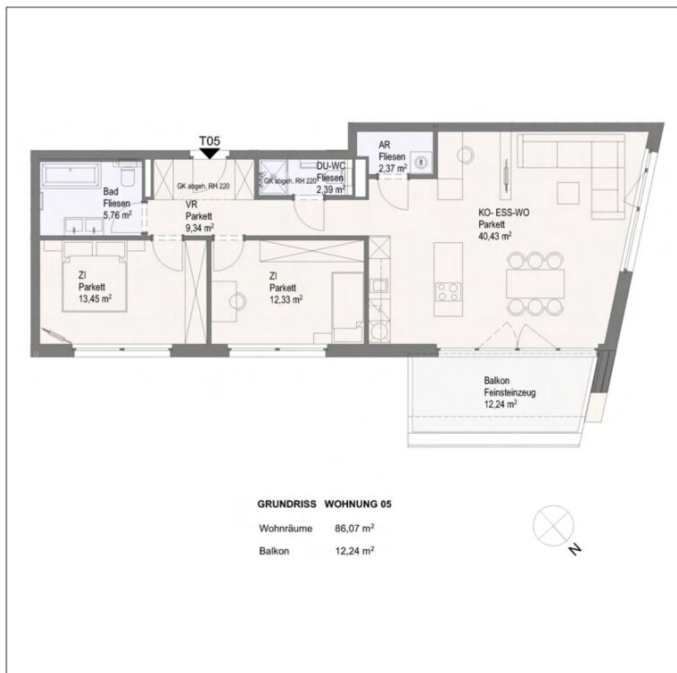 T05
AR
Fliesen
2,37 m²
DU-WC
Fliesen
2,39 m²
GK abgeh. RH 220
GK abgeh. RH 220
Bad
Fliesen
5,76 m²
VR
Parkett
9,34 m²
KO- ESS-WO
Parkett
40,43 m²
ZI
Parkett
13,45 m²
ZI
Parkett
12,33 m²
Balkon
Feinsteinzeug
12,24 m²
GRUNDRISS WOHNUNG 05
Wohnräume 86,07 m²
Balkon 12,24 m²
N